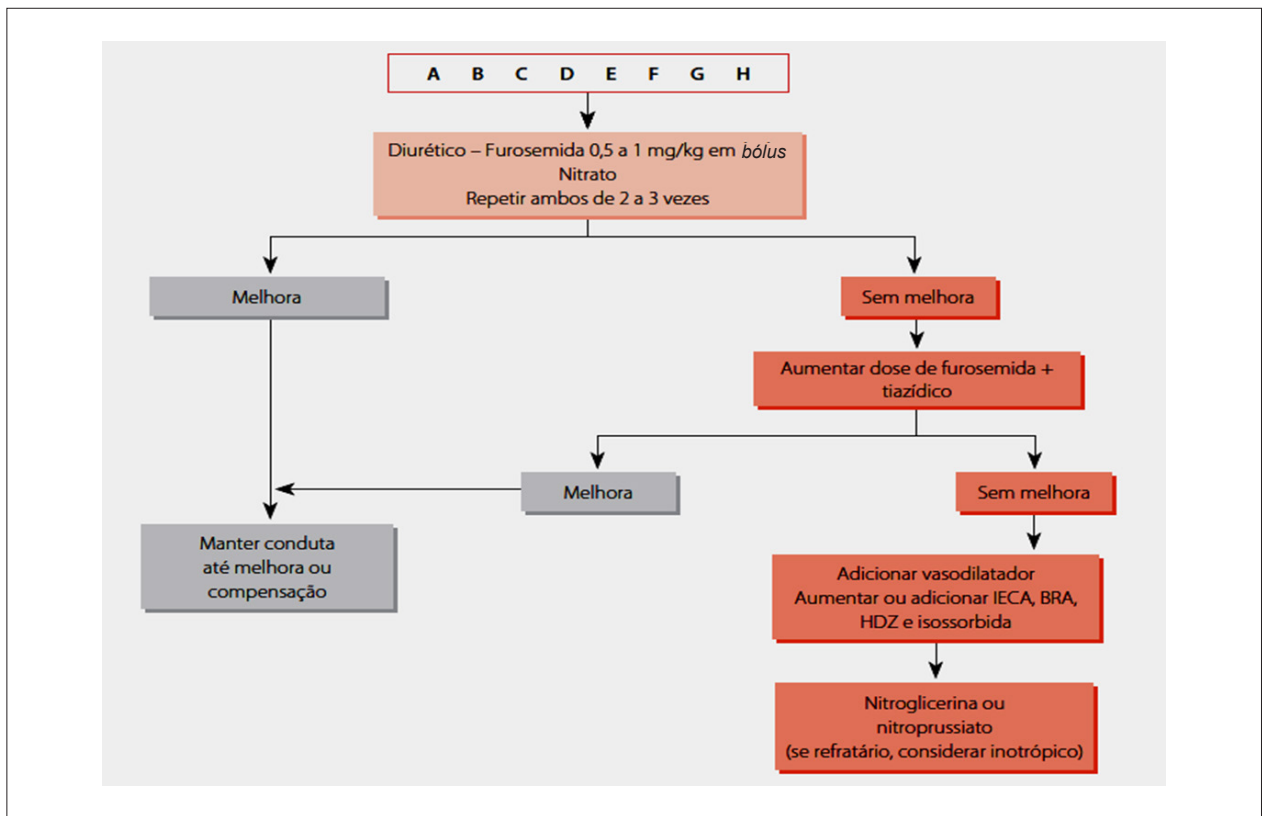 A B C D E F G H
Diurético – Furosemida 0,5 a 1 mg/kg em bólus
Nitrato
Repetir ambos de 2 a 3 vezes
Melhora
Sem melhora
Aumentar dose de furosemida +
tiazídico
Melhora
Sem melhora
Manter conduta
até melhora ou
compensação
Adicionar vasodilatador
Aumentar ou adicionar IECA, BRA,
HDZ e isossorbida
Nitroglicerina ou
nitroprussiato
(se refratário, considerar inotrópico)